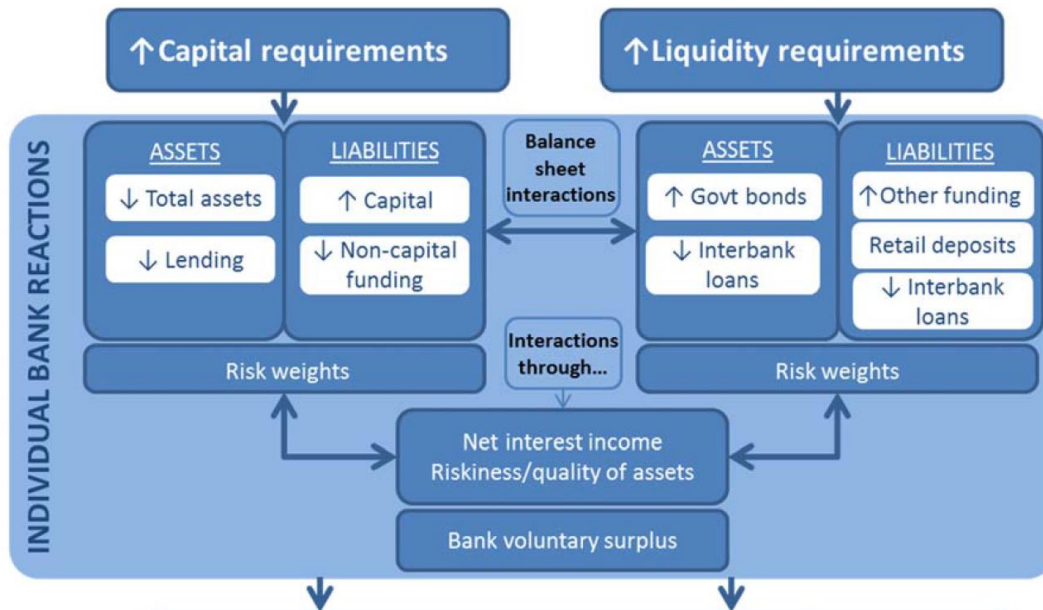 ↑Capital requirements
↑Liquidity requirements
INDIVIDUAL BANK REACTIONS
ASSETS
↓ Total assets
↓ Lending
LIABILITIES
↑ Capital
↓ Non-capital
funding
Risk weights
Balance
sheet
interactions
ASSETS
↑ Govt bonds
↓ Interbank
loans
LIABILITIES
↑Other funding
Retail deposits
↓ Interbank
loans
Risk weights
Interactions
through...
Net interest income
Riskiness/quality of assets
Bank voluntary surplus